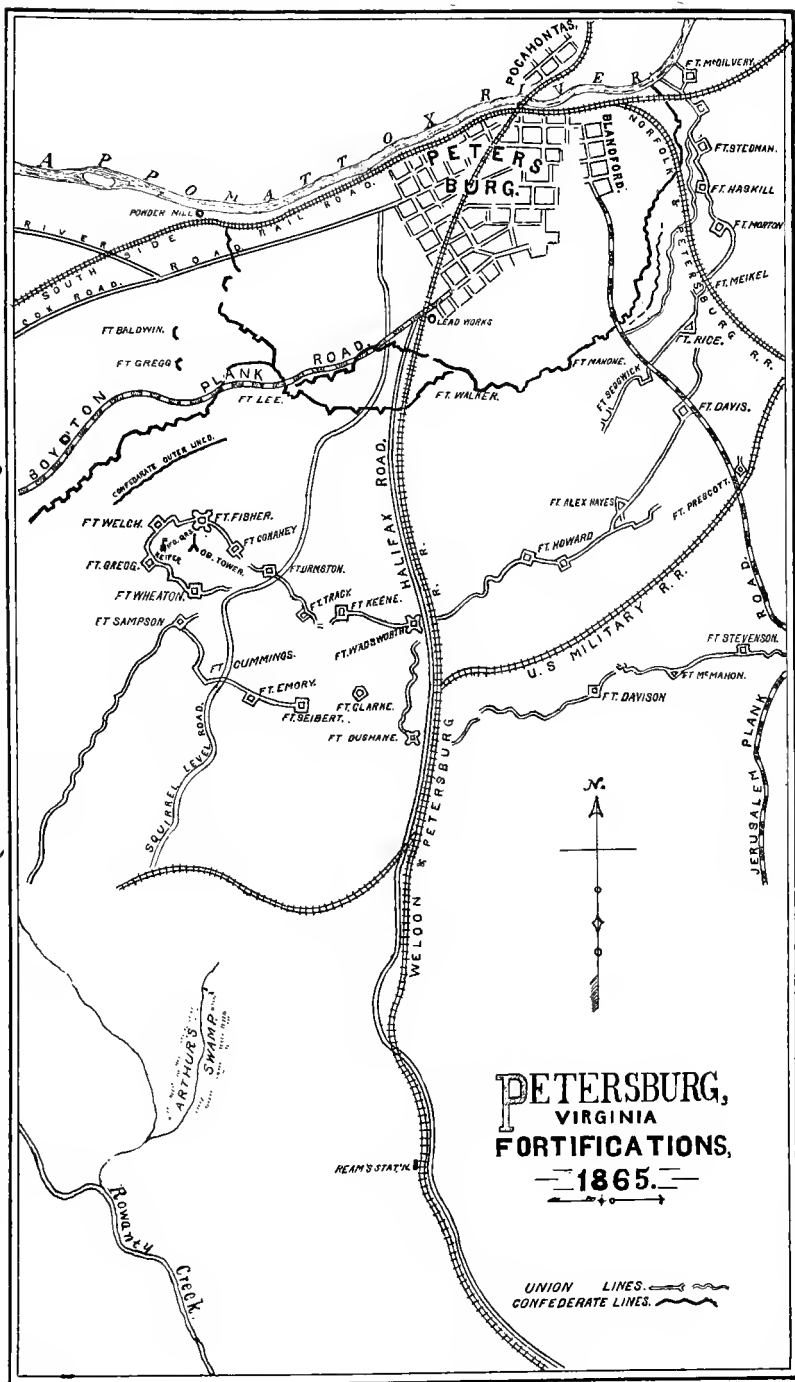 POCAHONTAS,
FT. McGILVERY.
APPOMATTOX RIVER
PETERS
BURG.
BLANDFORD.
NORFOLK & PETERSBURG R. R.
FT. STEDMAN.
FT. HASKILL
FT. MORTON
FT. MEIKEL
FT. RICE.
POWDER MILL
RIVER ROAD
SOUTH SIDE RAIL ROAD.
COX ROAD.
LEAD WORKS
FT BALDWIN.
FT GREGG
BOYDTON PLANK ROAD.
FT LEE.
FT. WALKER.
FT MAHONE.
FT SEDGWICK
FT. DAVIS.
CONFEDARATE OUTER LINES.
HALIFAX ROAD.
FT. ALEX HAYES
FT. PRESCOTT.
FT. HOWARD
FT WELCH.
FT. FISHER.
FT CONAHEY
OB. TOWER.
FT. GREGG.
FT. URMSTON.
FT WHEATON
FT. TRACK
FT KEENE.
FT. WADSWORTH
FT SAMPSON
FT CUMMINGS.
FT. EMORY.
FT. SEIBERT.
FT. CLARKE.
FT DUSHANE.
U.S MILITARY R.R.
FT STEVENSON.
FT. McMAHON.
FT. DAVISON
JERUSALEM PLANK ROAD.
SQUIRREL LEVEL ROAD.
WELDON & PETERSBURG R. R.
N.
ARTHUR'S
SWAMP.
REAM'S STAT'N.
Rowanty
Creek.
PETERSBURG,
VIRGINIA
FORTIFICATIONS,
1865.
UNION LINES.
CONFEDERATE LINES.